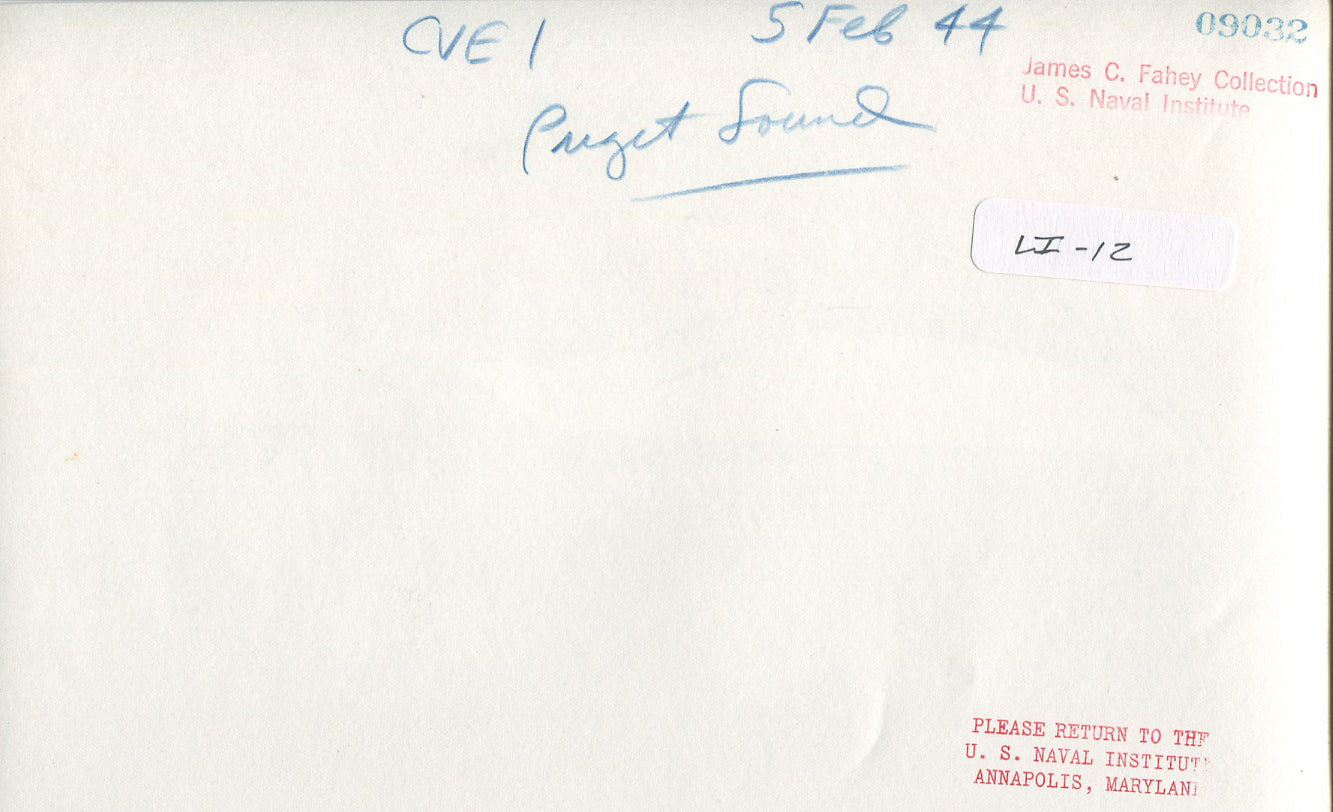 CVE 1 5 Feb 44 09032
James C. Fahey Collection
U. S. Naval Institute
Puget Sound
LI-12
PLEASE RETURN TO THE
U. S. NAVAL INSTITUTE
ANNAPOLIS, MARYLAND